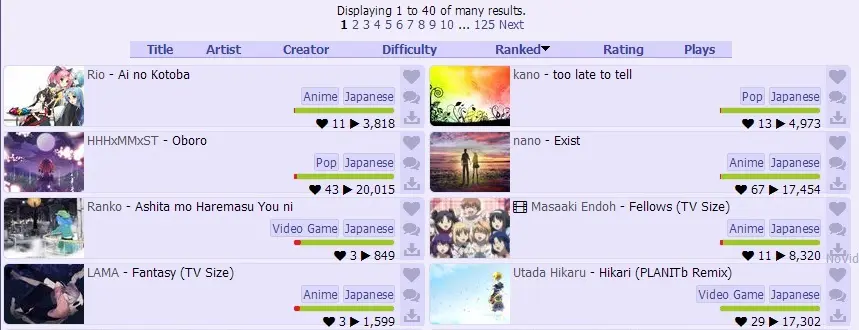 Displaying 1 to 40 of many results.
1 2 3 4 5 6 7 8 9 10 ... 125 Next
Title Artist Creator Difficulty Ranked Rating Plays
Rio - Ai no Kotoba
Anime Japanese
11 3,818
kano - too late to tell
Pop Japanese
13 4,973
HHHxMMxST - Oboro
Pop Japanese
43 20,015
nano - Exist
Anime Japanese
67 17,454
Ranko - Ashita mo Haremasu You ni
Video Game Japanese
3 849
Masaaki Endoh - Fellows (TV Size)
Anime Japanese
11 8,320
NoVid
LAMA - Fantasy (TV Size)
Anime Japanese
3 1,599
Utada Hikaru - Hikari (PLANITb Remix)
Video Game Japanese
29 17,302